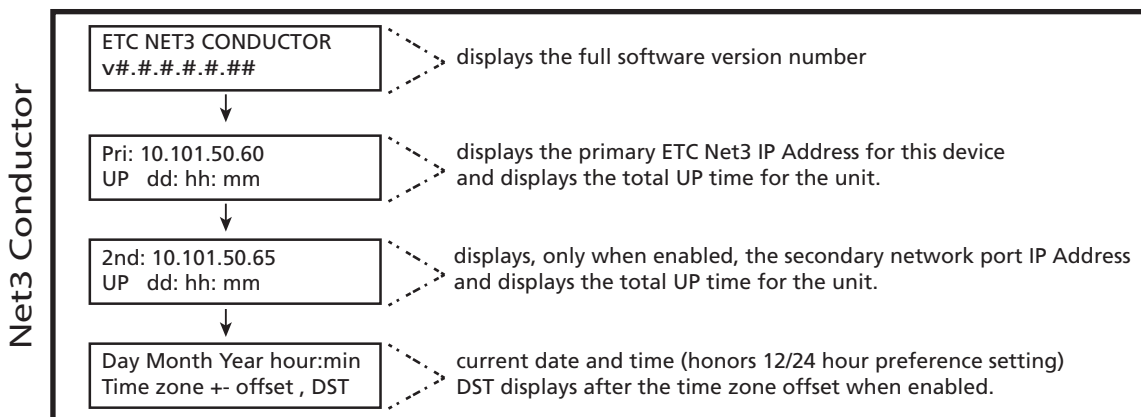 Net3 Conductor
ETC NET3 CONDUCTOR
v#.#.#.#.#.##
displays the full software version number
Pri: 10.101.50.60
UP dd: hh: mm
displays the primary ETC Net3 IP Address for this device
and displays the total UP time for the unit.
2nd: 10.101.50.65
UP dd: hh: mm
displays, only when enabled, the secondary network port IP Address
and displays the total UP time for the unit.
Day Month Year hour:min
Time zone +- offset , DST
current date and time (honors 12/24 hour preference setting)
DST displays after the time zone offset when enabled.